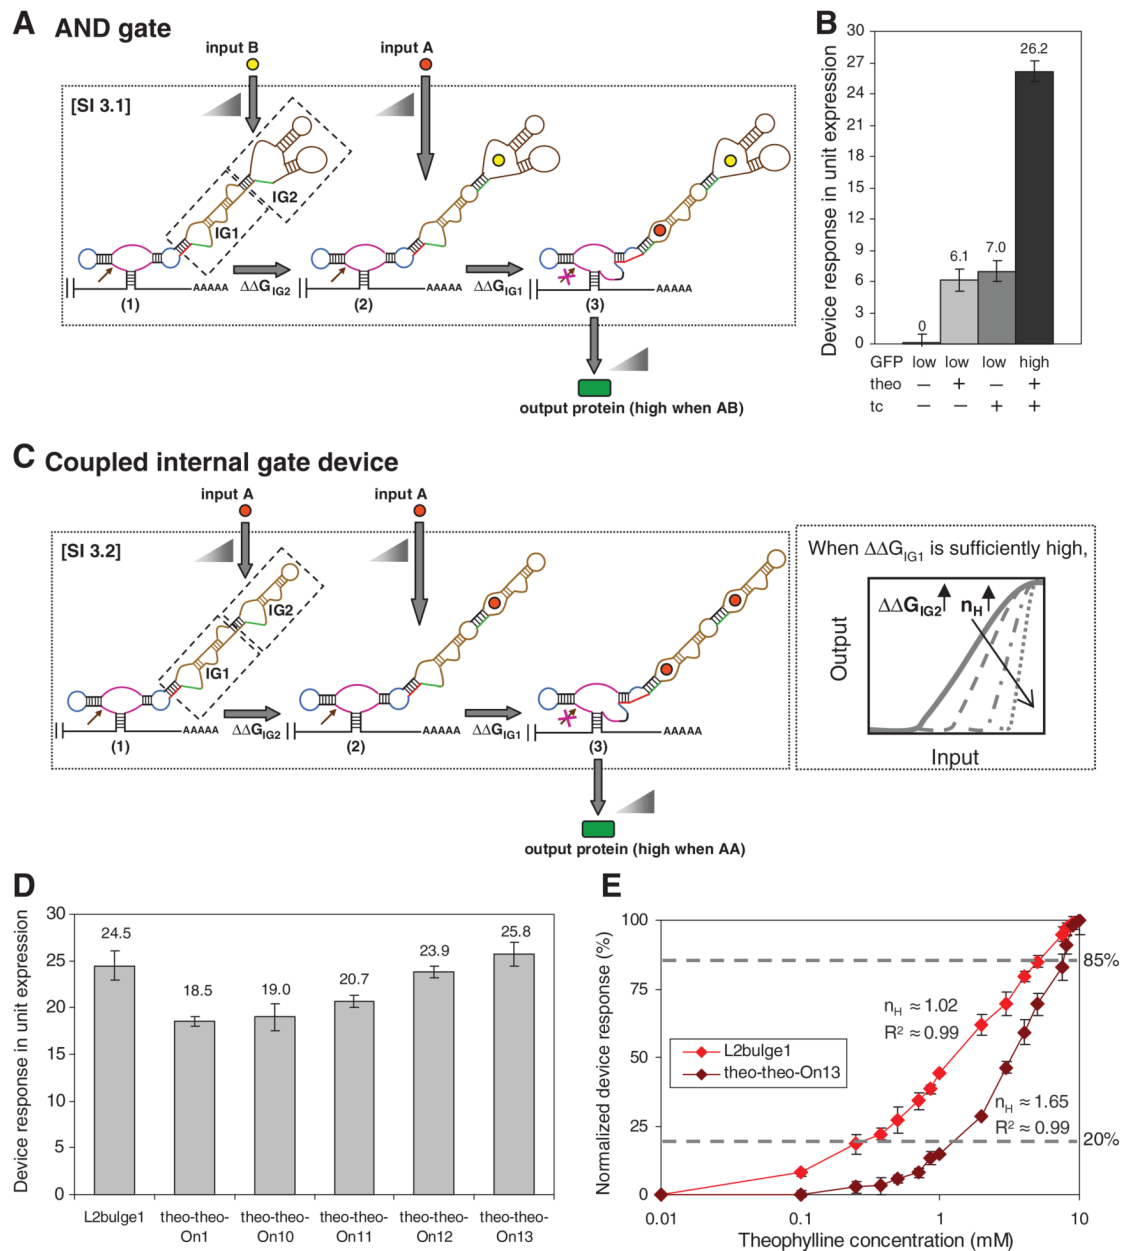 A AND gate
input B
input A
[SI 3.1]
IG2
IG1
AAAAA
AAAAA
AAAAA
ΔΔG_IG2
ΔΔG_IG1
(1)
(2)
(3)
output protein (high when AB)
B
Device response in unit expression
30
27
24
21
18
15
12
9
6
3
0
0
6.1
7.0
26.2
GFP low low low high
theo − + − +
tc − − + +
C Coupled internal gate device
input A
input A
[SI 3.2]
IG2
IG1
AAAAA
AAAAA
AAAAA
ΔΔG_IG2
ΔΔG_IG1
(1)
(2)
(3)
output protein (high when AA)
When ΔΔG_IG1 is sufficiently high,
ΔΔG_IG2 n_H
Output
Input
D
Device response in unit expression
30
25
20
15
10
5
0
24.5
18.5
19.0
20.7
23.9
25.8
L2bulge1 theo-theo- theo-theo- theo-theo- theo-theo- theo-theo-
On1 On10 On11 On12 On13
E
Normalized device response (%)
100
75
50
25
0
85%
20%
n_H ≈ 1.02
R² ≈ 0.99
L2bulge1
theo-theo-On13
n_H ≈ 1.65
R² ≈ 0.99
0.01 0.1 1 10
Theophylline concentration (mM)